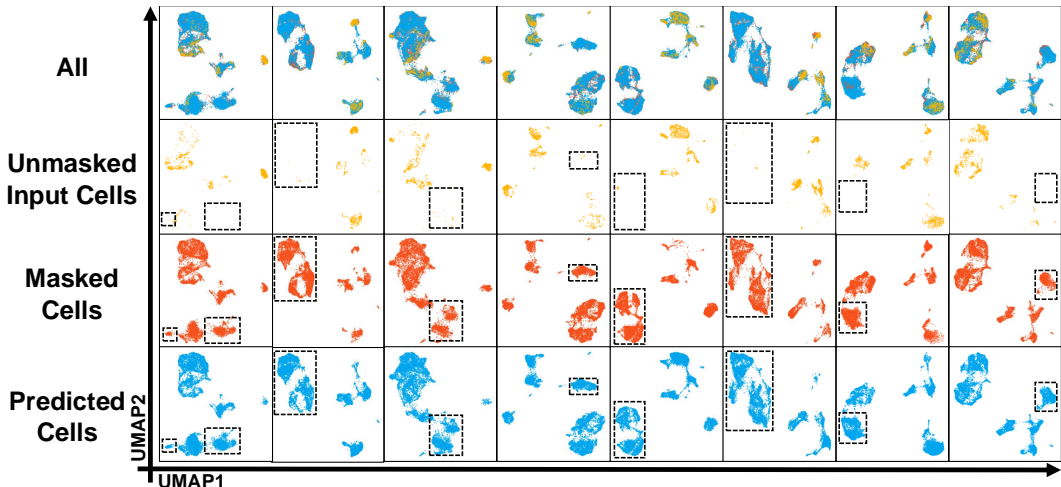 All
Unmasked
Input Cells
Masked
Cells
Predicted
Cells
UMAP2
UMAP1